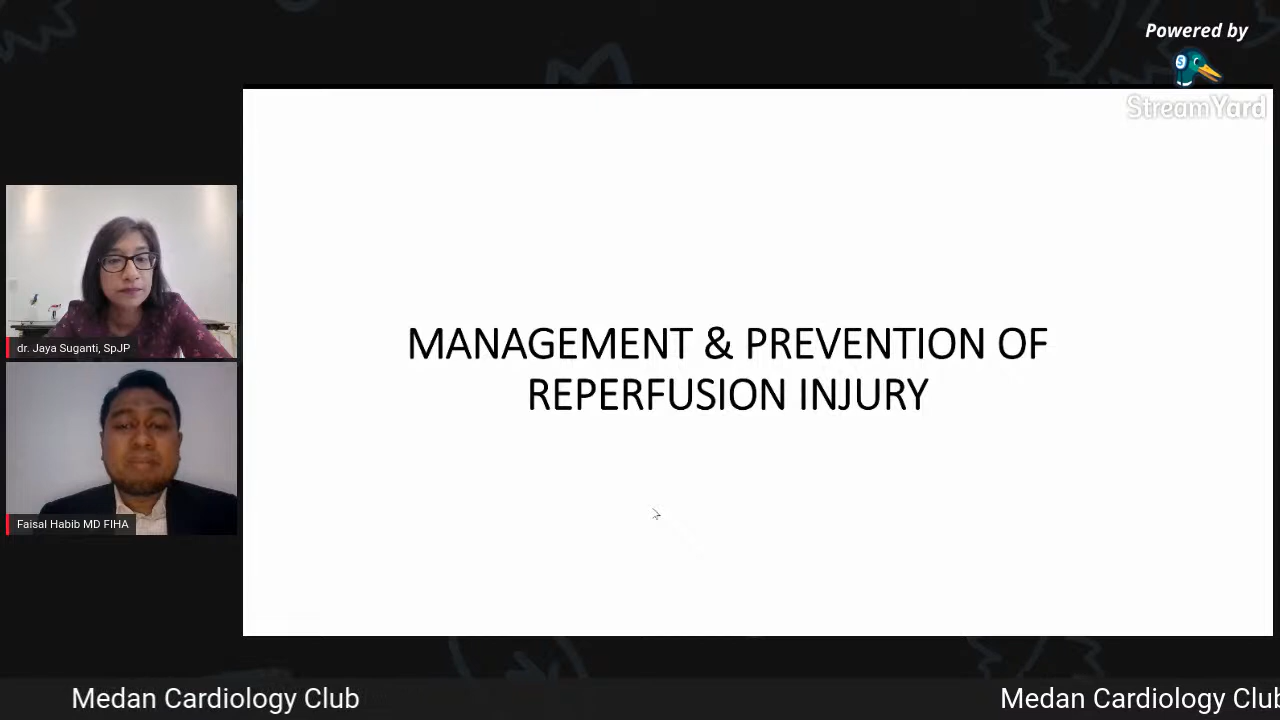 Powered by
StreamYard
MANAGEMENT & PREVENTION OF
REPERFUSION INJURY
dr. Jaya Suganti, SpJP
Faisal Habib MD FIHA
Medan Cardiology Club
Medan Cardiology Club